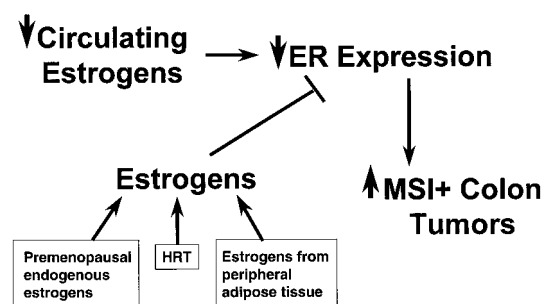 Circulating
Estrogens
ER Expression
Estrogens
MSI+ Colon
Tumors
Premenopausal
endogenous
estrogens
HRT
Estrogens from
peripheral
adipose tissue